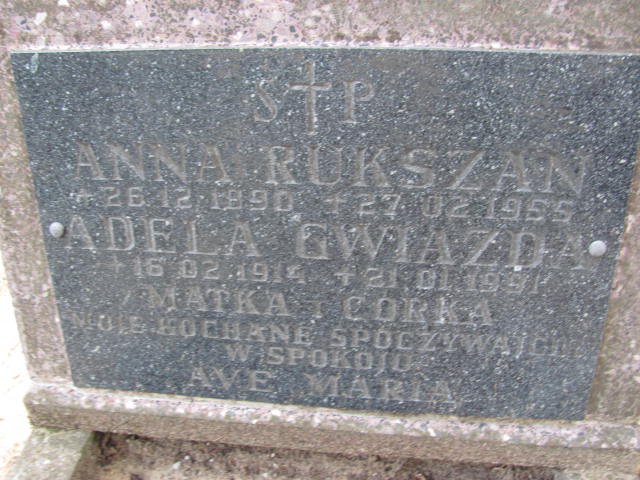 S † P
ANNA RUKSZAN
* 26 12 1890 + 27 02 1955
ADELA GWIAZDA
* 16 02 1914 + 21 01 1991
MATKA I CÓRKA
MOJE KOCHANE SPOCZYWAJCIE
W SPOKOJU
AVE MARIA